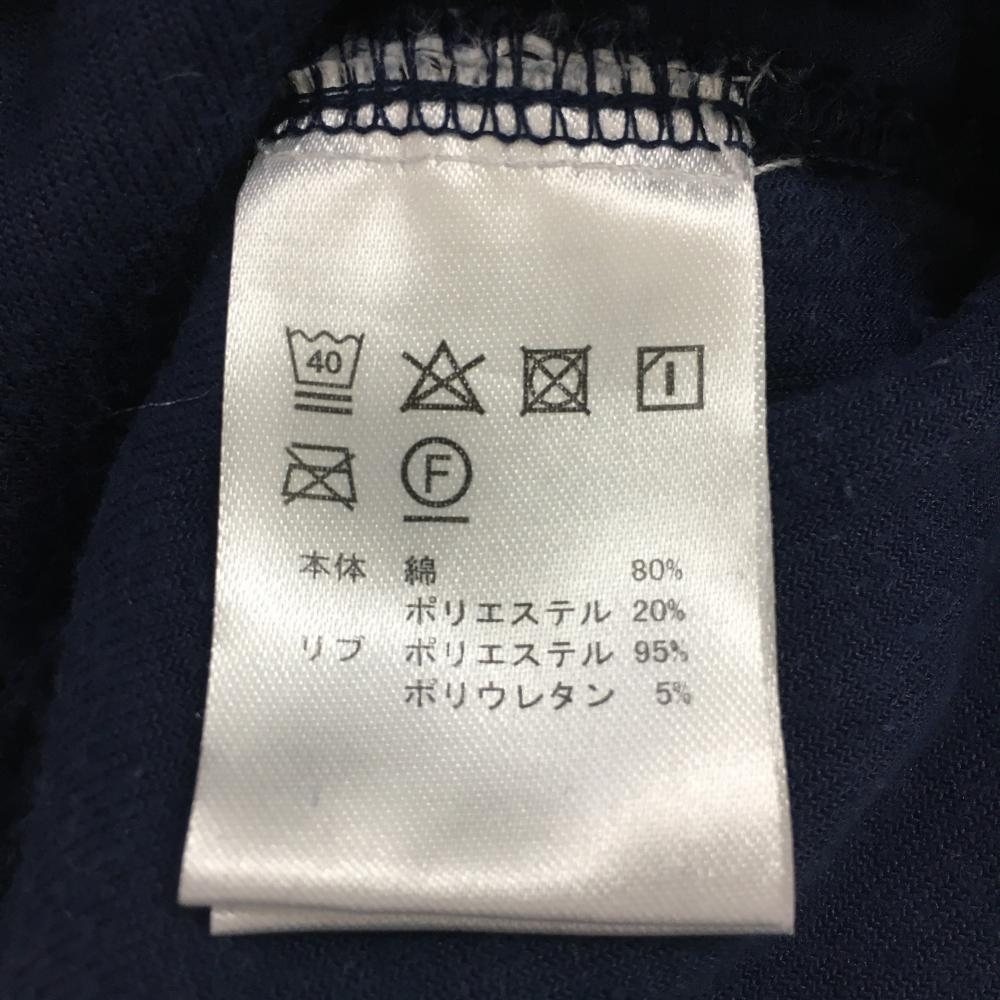 40
F
本体 綿 80%
ポリエステル 20%
リブ ポリエステル 95%
ポリウレタン 5%